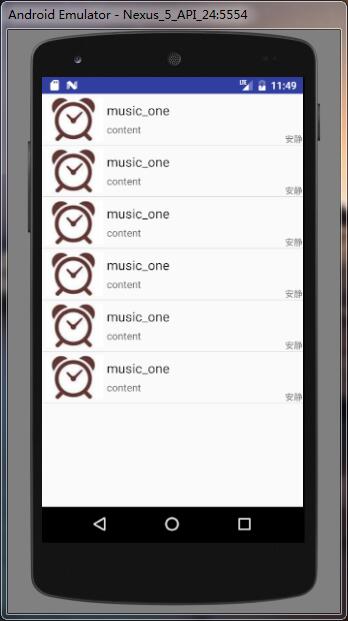 Android Emulator - Nexus_5_API_24:5554
LTE 11:49
music_one
content
安静
music_one
content
安静
music_one
content
安静
music_one
content
安静
music_one
content
安静
music_one
content
安静